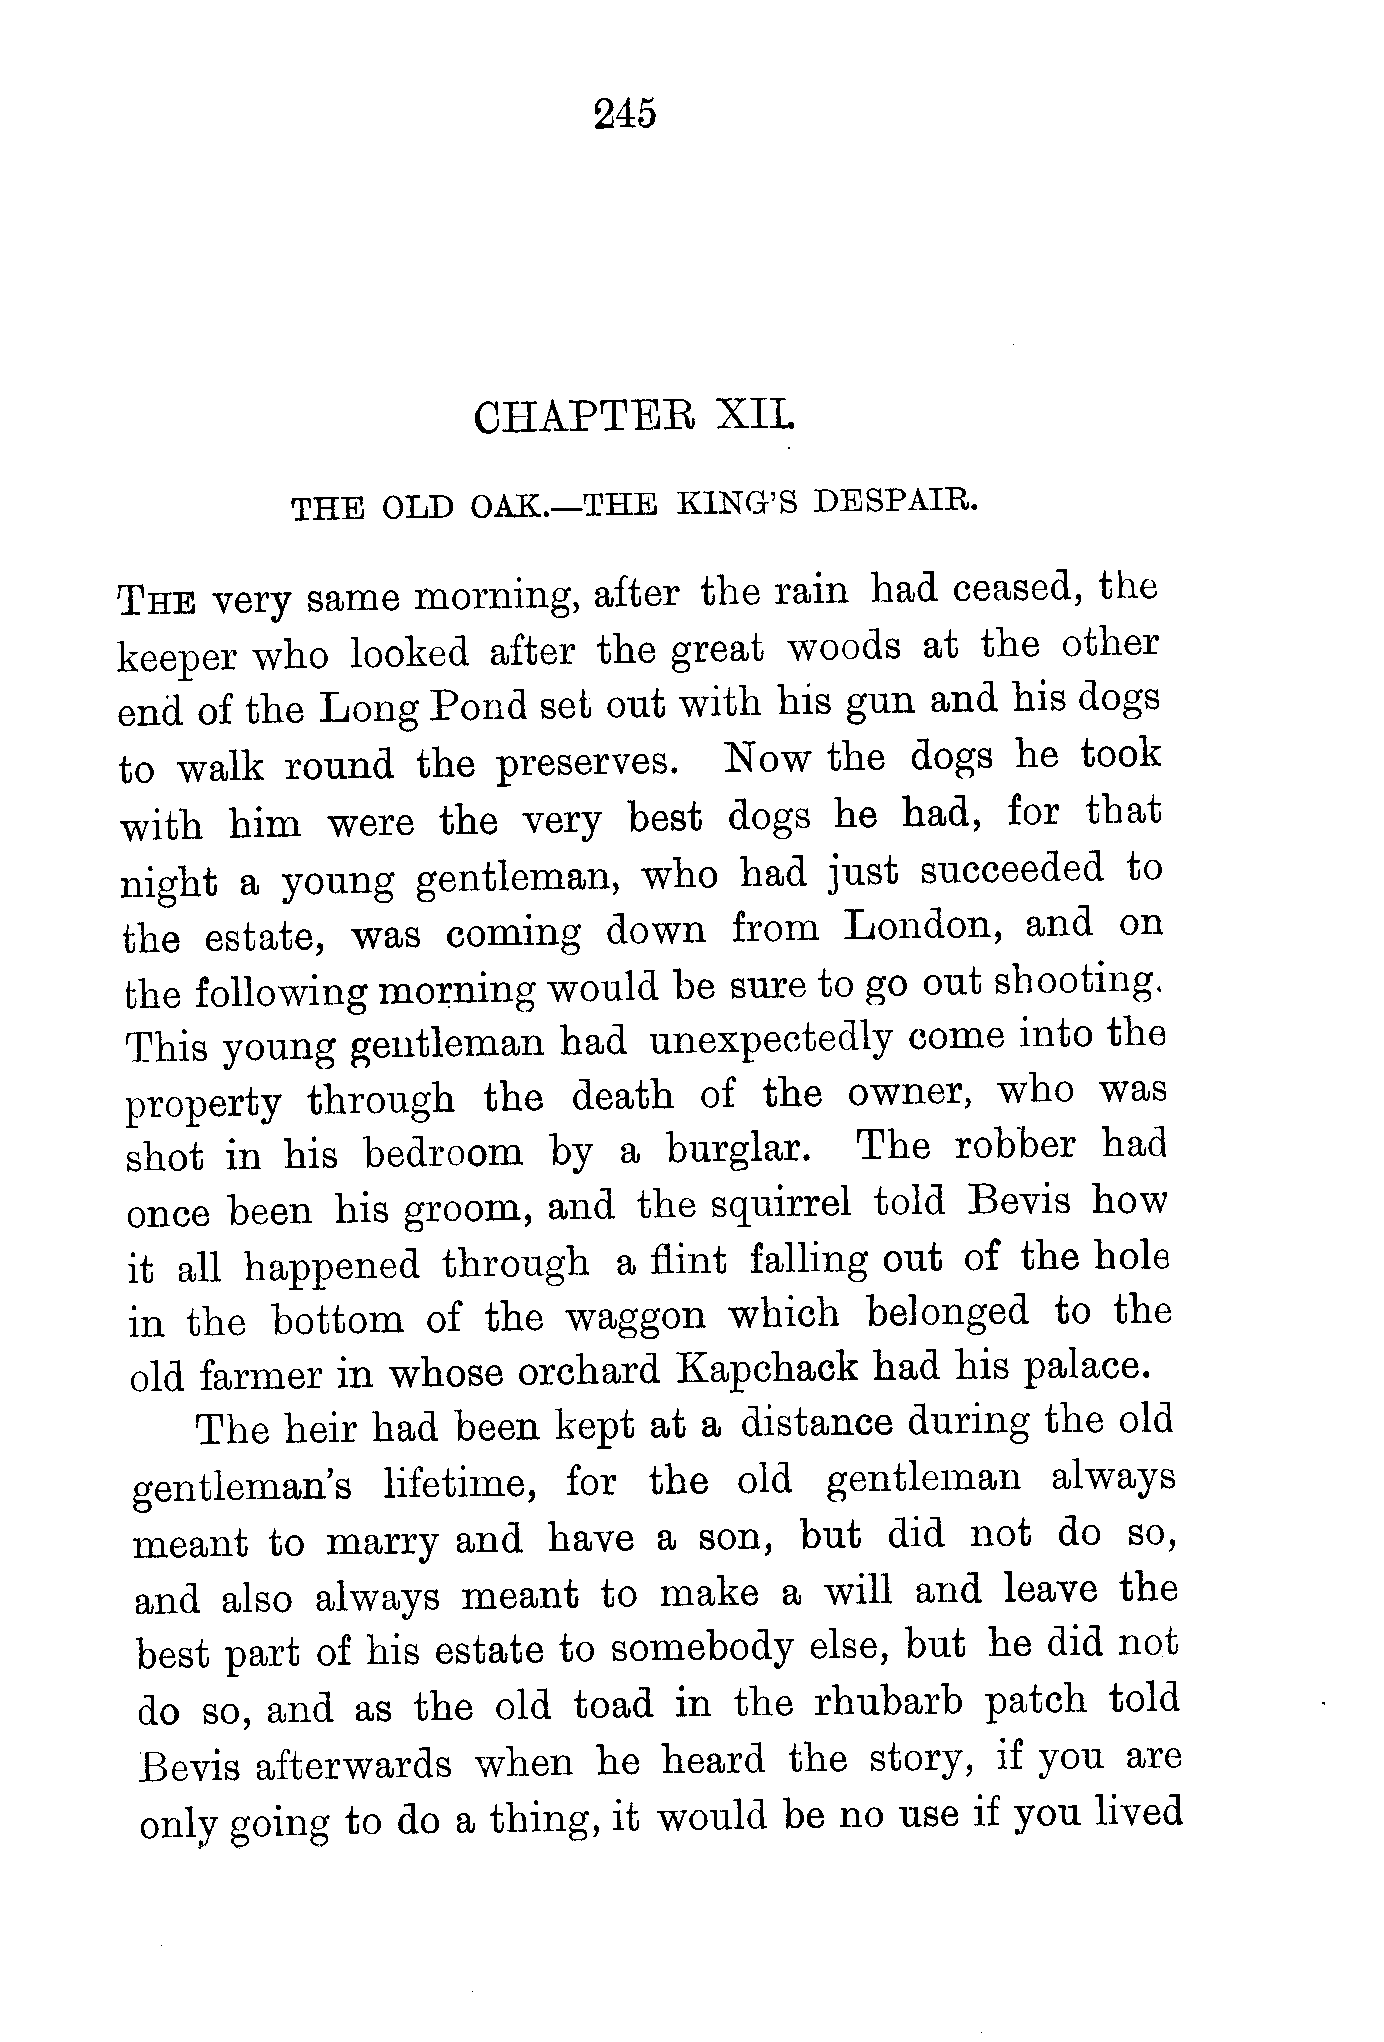 245
CHAPTER XII.
THE OLD OAK.—THE KING'S DESPAIR.
THE very same morning, after the rain had ceased, the
keeper who looked after the great woods at the other
end of the Long Pond set out with his gun and his dogs
to walk round the preserves. Now the dogs he took
with him were the very best dogs he had, for that
night a young gentleman, who had just succeeded to
the estate, was coming down from London, and on
the following morning would be sure to go out shooting.
This young gentleman had unexpectedly come into the
property through the death of the owner, who was
shot in his bedroom by a burglar. The robber had
once been his groom, and the squirrel told Bevis how
it all happened through a flint falling out of the hole
in the bottom of the waggon which belonged to the
old farmer in whose orchard Kapchack had his palace.
The heir had been kept at a distance during the old
gentleman's lifetime, for the old gentleman always
meant to marry and have a son, but did not do so,
and also always meant to make a will and leave the
best part of his estate to somebody else, but he did not
do so, and as the old toad in the rhubarb patch told
Bevis afterwards when he heard the story, if you are
only going to do a thing, it would be no use if you lived